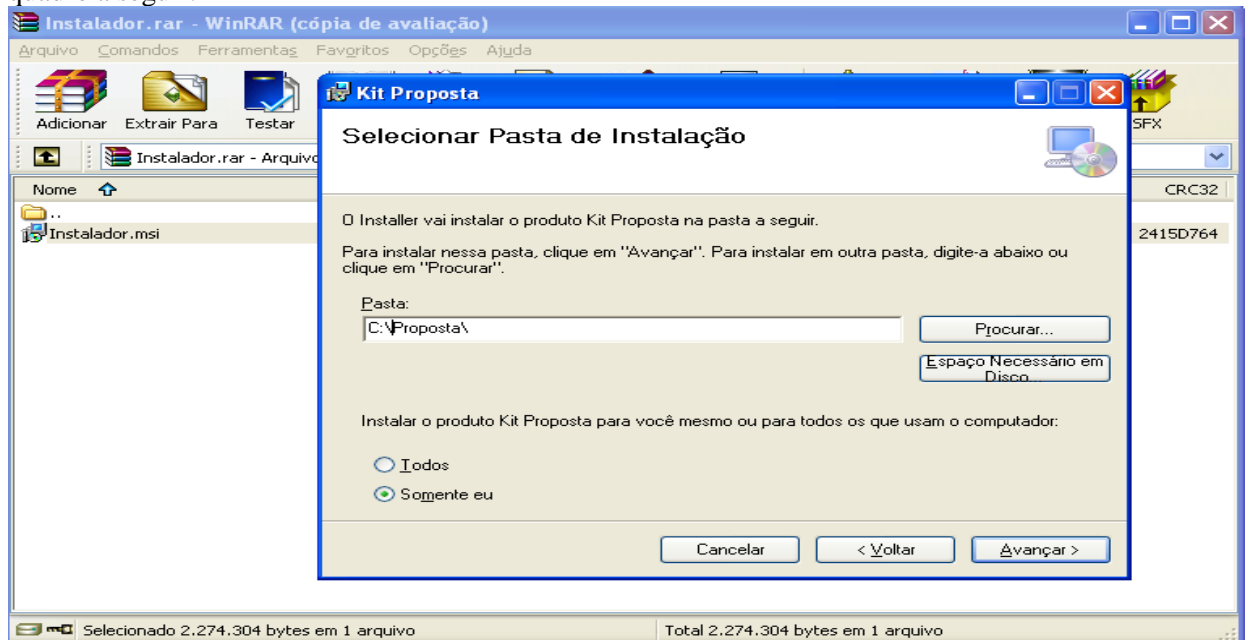 Instalador.rar - WinRAR (cópia de avaliação)
Arquivo Comandos Ferramentas Favoritos Opções Ajuda
Adicionar Extrair Para Testar SFX
Instalador.rar - Arquivo
Nome CRC32
..
Instalador.msi 2415D764
Kit Proposta
Selecionar Pasta de Instalação
O Installer vai instalar o produto Kit Proposta na pasta a seguir.
Para instalar nessa pasta, clique em "Avançar". Para instalar em outra pasta, digite-a abaixo ou
clique em "Procurar".
Pasta:
C:\Proposta\
Procurar...
Espaço Necessário em
Disco...
Instalar o produto Kit Proposta para você mesmo ou para todos os que usam o computador:
Todos
Somente eu
Cancelar < Voltar Avançar >
Selecionado 2.274.304 bytes em 1 arquivo Total 2.274.304 bytes em 1 arquivo